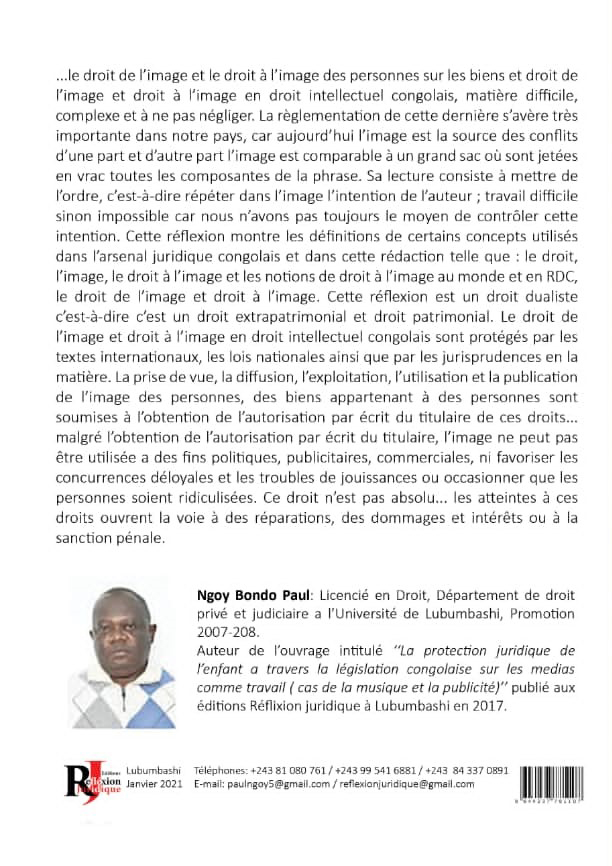 ...le droit de l'image et le droit à l'image des personnes sur les biens et droit de
l'image et droit à l'image en droit intellectuel congolais, matière difficile,
complexe et à ne pas négliger. La règlementation de cette dernière s'avère très
importante dans notre pays, car aujourd'hui l'image est la source des conflits
d'une part et d'autre part l'image est comparable à un grand sac où sont jetées
en vrac toutes les composantes de la phrase. Sa lecture consiste à mettre de
l'ordre, c'est-à-dire répéter dans l'image l'intention de l'auteur ; travail difficile
sinon impossible car nous n'avons pas toujours le moyen de contrôler cette
intention. Cette réflexion montre les définitions de certains concepts utilisés
dans l'arsenal juridique congolais et dans cette rédaction telle que : le droit,
l'image, le droit à l'image et les notions de droit à l'image au monde et en RDC,
le droit de l'image et droit à l'image. Cette réflexion est un droit dualiste
c'est-à-dire c'est un droit extrapatrimonial et droit patrimonial. Le droit de
l'image et droit à l'image en droit intellectuel congolais sont protégés par les
textes internationaux, les lois nationales ainsi que par les jurisprudences en la
matière. La prise de vue, la diffusion, l'exploitation, l'utilisation et la publication
de l'image des personnes, des biens appartenant à des personnes sont
soumises à l'obtention de l'autorisation par écrit du titulaire de ces droits...
malgré l'obtention de l'autorisation par écrit du titulaire, l'image ne peut pas
être utilisée a des fins politiques, publicitaires, commerciales, ni favoriser les
concurrences déloyales et les troubles de jouissances ou occasionner que les
personnes soient ridiculisées. Ce droit n'est pas absolu... les atteintes à ces
droits ouvrent la voie à des réparations, des dommages et intérêts ou à la
sanction pénale.
Ngoy Bondo Paul: Licencié en Droit, Département de droit
privé et judiciaire a l'Université de Lubumbashi, Promotion
2007-208.
Auteur de l'ouvrage intitulé ‘‘La protection juridique de
l'enfant a travers la législation congolaise sur les medias
comme travail ( cas de la musique et la publicité)’’ publié aux
éditions Réflixion juridique à Lubumbashi en 2017.
Editions
Reflexion
Juridique
Lubumbashi Téléphones: +243 81 080 761 / +243 99 541 6881 / +243 84 337 0891
Janvier 2021 E-mail: paulngoy5@gmail.com / reflexionjuridique@gmail.com